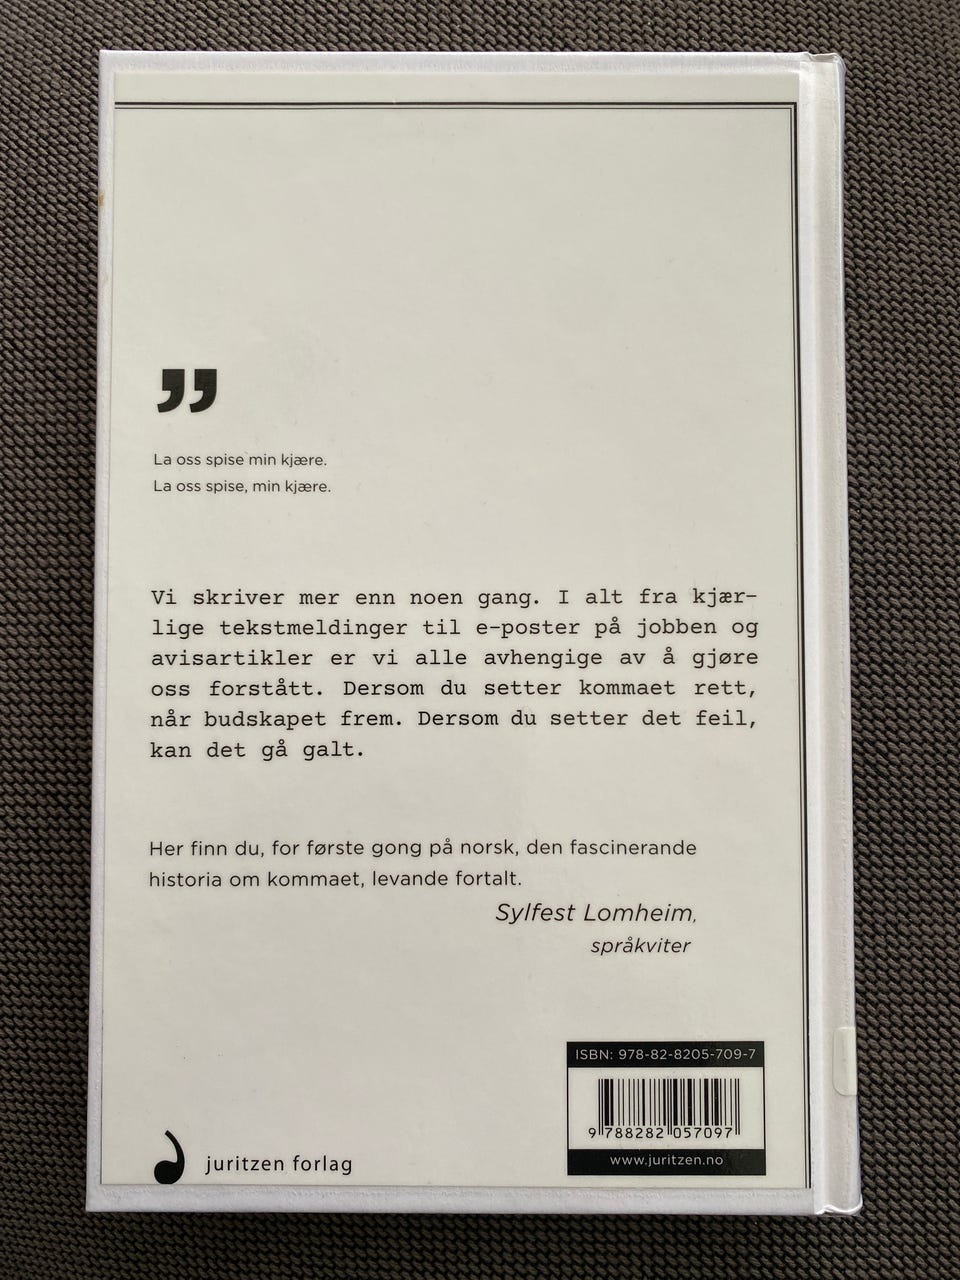 ”
La oss spise min kjære.
La oss spise, min kjære.
Vi skriver mer enn noen gang. I alt fra kjær-
lige tekstmeldinger til e-poster på jobben og
avisartikler er vi alle avhengige av å gjøre
oss forstått. Dersom du setter kommaet rett,
når budskapet frem. Dersom du setter det feil,
kan det gå galt.
Her finn du, for første gong på norsk, den fascinerande
historia om kommaet, levande fortalt.
Sylfest Lomheim,
språkviter
ISBN: 978-82-8205-709-7
9 788282 057097
www.juritzen.no
juritzen forlag